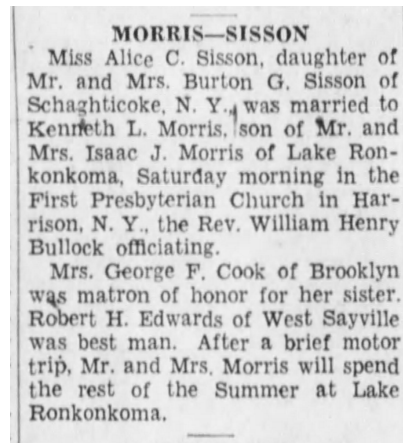 MORRIS—SISSON
Miss Alice C. Sisson, daughter of
Mr. and Mrs. Burton G. Sisson of
Schaghticoke, N. Y., was married to
Kenneth L. Morris, son of Mr. and
Mrs. Isaac J. Morris of Lake Ron-
konkoma, Saturday morning in the
First Presbyterian Church in Har-
rison, N. Y., the Rev. William Henry
Bullock officiating.
Mrs. George F. Cook of Brooklyn
was matron of honor for her sister.
Robert H. Edwards of West Sayville
was best man. After a brief motor
trip, Mr. and Mrs. Morris will spend
the rest of the Summer at Lake
Ronkonkoma.